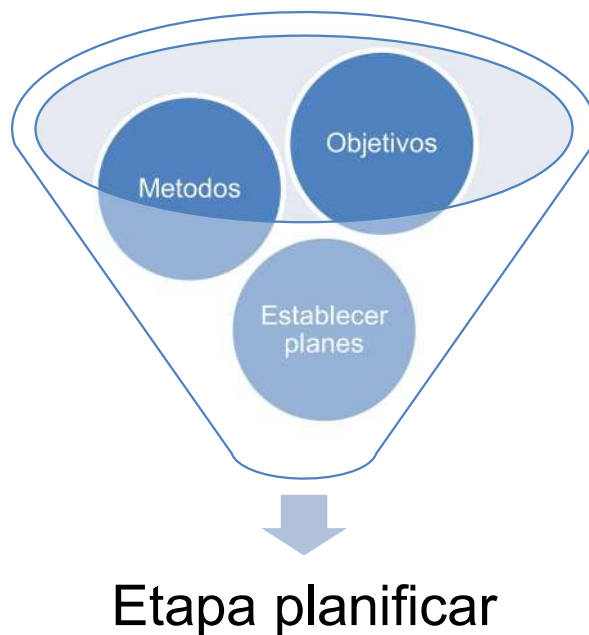 Objetivos
Metodos
Establecer
planes
Etapa planificar